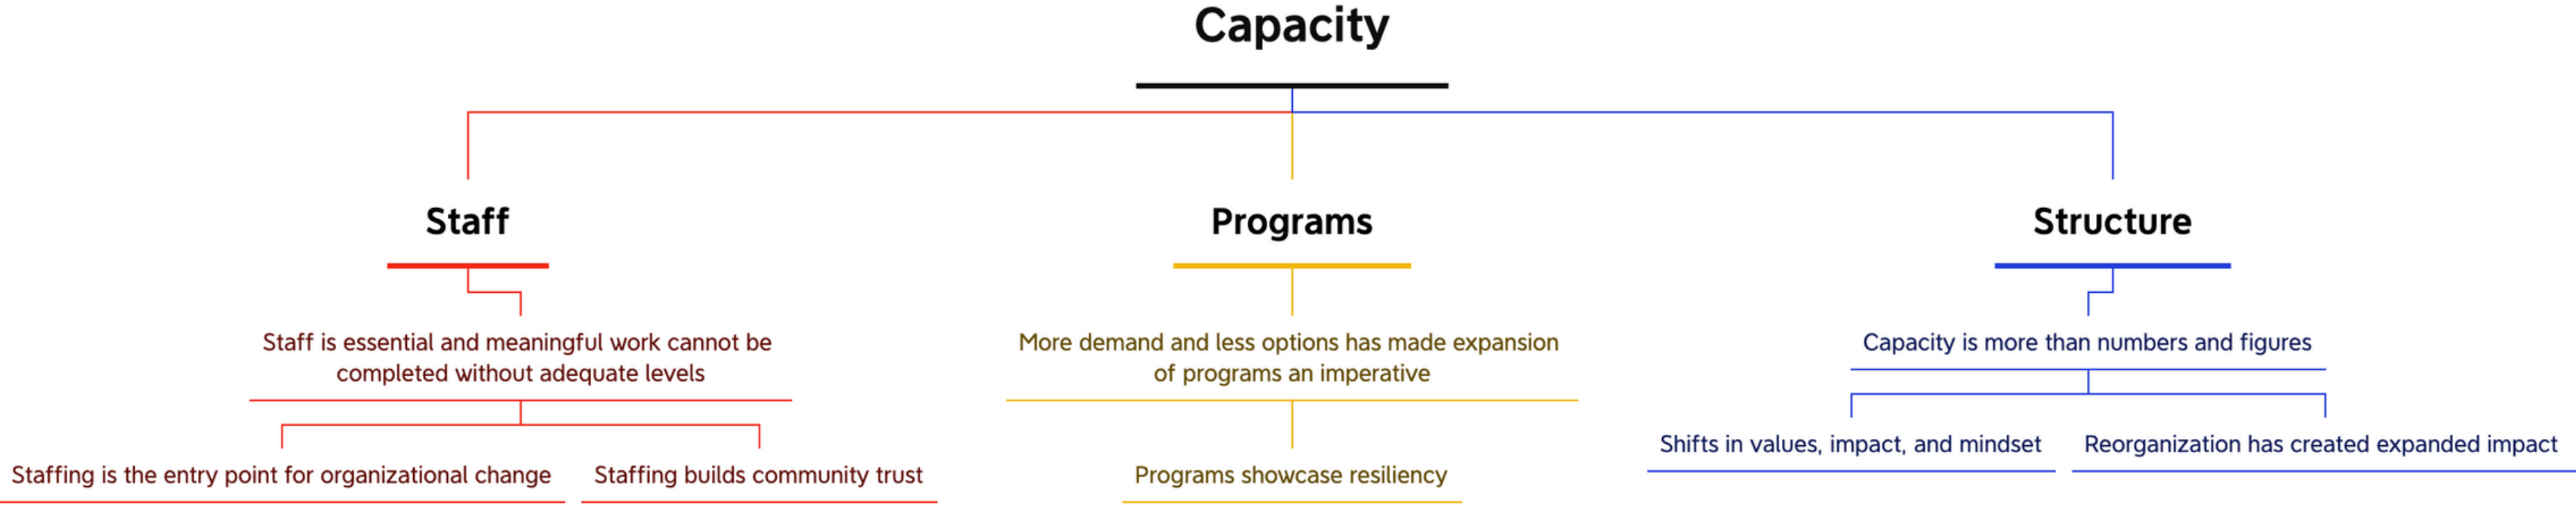 Capacity
Staff
Programs
Structure
Staff is essential and meaningful work cannot be
completed without adequate levels
More demand and less options has made expansion
of programs an imperative
Capacity is more than numbers and figures
Staffing is the entry point for organizational change
Staffing builds community trust
Programs showcase resiliency
Shifts in values, impact, and mindset
Reorganization has created expanded impact